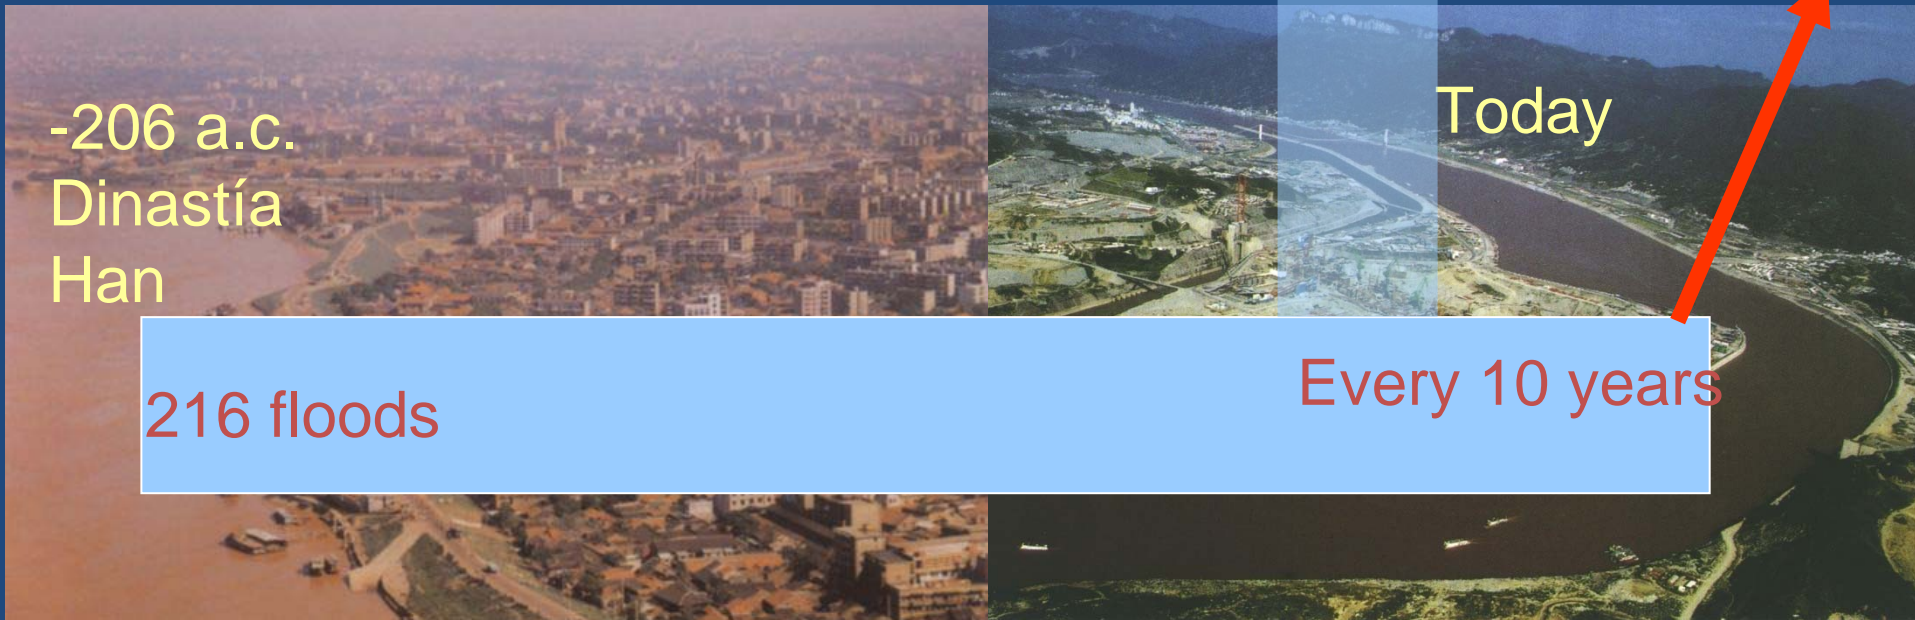 -206 a.c.
Dinastía
Han
Today
216 floods
Every 10 years